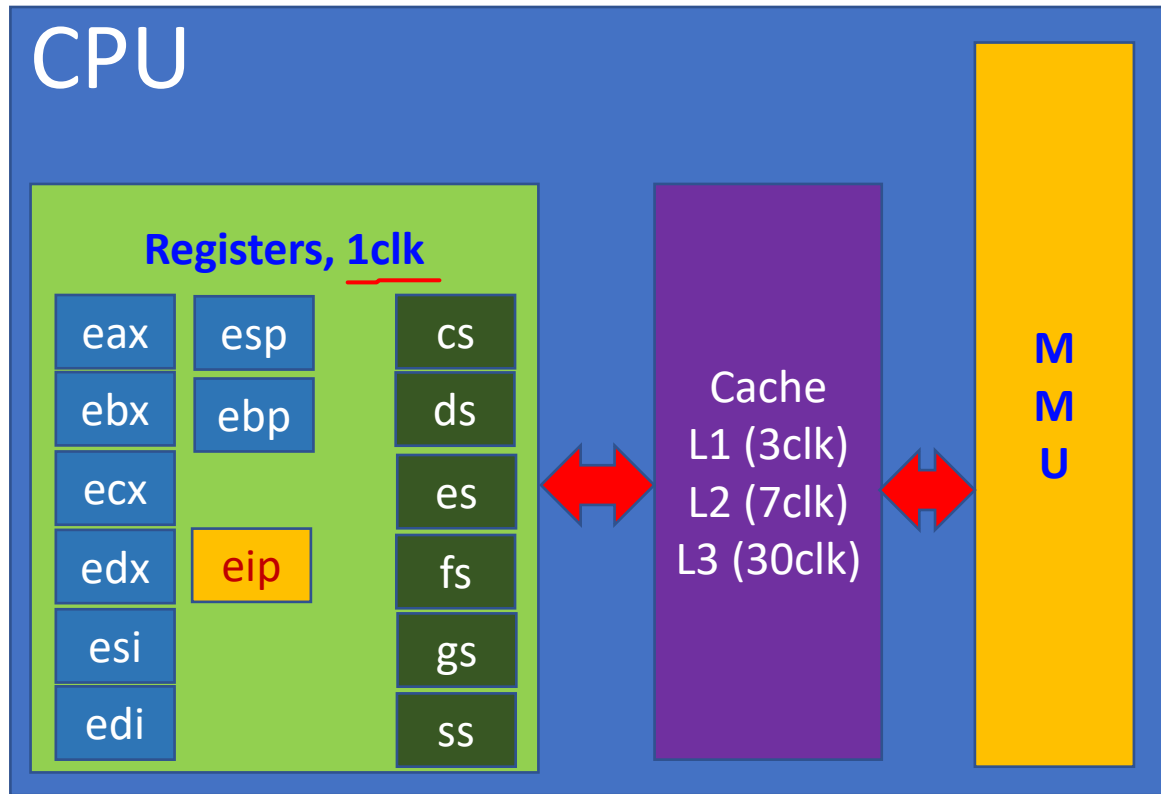 CPU
Registers, 1clk
eax
ebx
ecx
edx
esi
edi
esp
ebp
eip
cs
ds
es
fs
gs
ss
Cache
L1 (3clk)
L2 (7clk)
L3 (30clk)
M
M
U